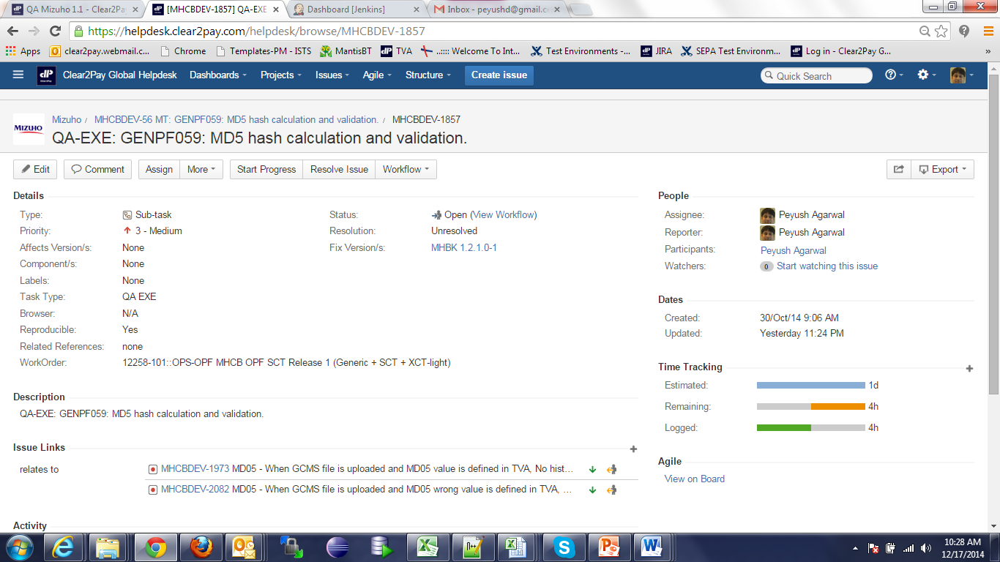 QA Mizuho 1.1 - Clear2Pay
[MHCBDEV-1857] QA-EXE
Dashboard [Jenkins]
Inbox - peyushd@gmail.c
https://helpdesk.clear2pay.com/helpdesk/browse/MHCBDEV-1857
Apps clear2pay.webmail.c... Chrome Templates-PM - ISTS MantisBT TVA ..:::: Welcome To Int... Test Environments -... JIRA SEPA Test Environm... Log in - Clear2Pay G... »
Clear2Pay Global Helpdesk Dashboards Projects Issues Agile Structure Create issue Quick Search
MIZUHO
Mizuho / MHCBDEV-56 MT: GENPF059: MD5 hash calculation and validation. / MHCBDEV-1857
QA-EXE: GENPF059: MD5 hash calculation and validation.
Edit Comment Assign More Start Progress Resolve Issue Workflow Export
Details
Type: Sub-task
Status: Open (View Workflow)
Priority: 3 - Medium
Resolution: Unresolved
Affects Version/s: None
Fix Version/s: MHBK 1.2.1.0-1
Component/s: None
Labels: None
Task Type: QA EXE
Browser: N/A
Reproducible: Yes
Related References: none
WorkOrder: 12258-101::OPS-OPF MHCB OPF SCT Release 1 (Generic + SCT + XCT-light)
Description
QA-EXE: GENPF059: MD5 hash calculation and validation.
Issue Links
relates to
MHCBDEV-1973 MD05 - When GCMS file is uploaded and MD05 value is defined in TVA, No hist...
MHCBDEV-2082 MD05 - When GCMS file is uploaded and MD05 wrong value is defined in TVA, ...
Activity
People
Assignee: Peyush Agarwal
Reporter: Peyush Agarwal
Participants: Peyush Agarwal
Watchers: 0 Start watching this issue
Dates
Created: 30/Oct/14 9:06 AM
Updated: Yesterday 11:24 PM
Time Tracking
Estimated: 1d
Remaining: 4h
Logged: 4h
Agile
View on Board
10:28 AM
12/17/2014